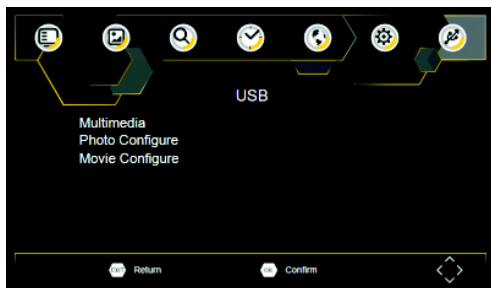 USB
Multimedia
Photo Configure
Movie Configure
EXIT Return OK Confirm